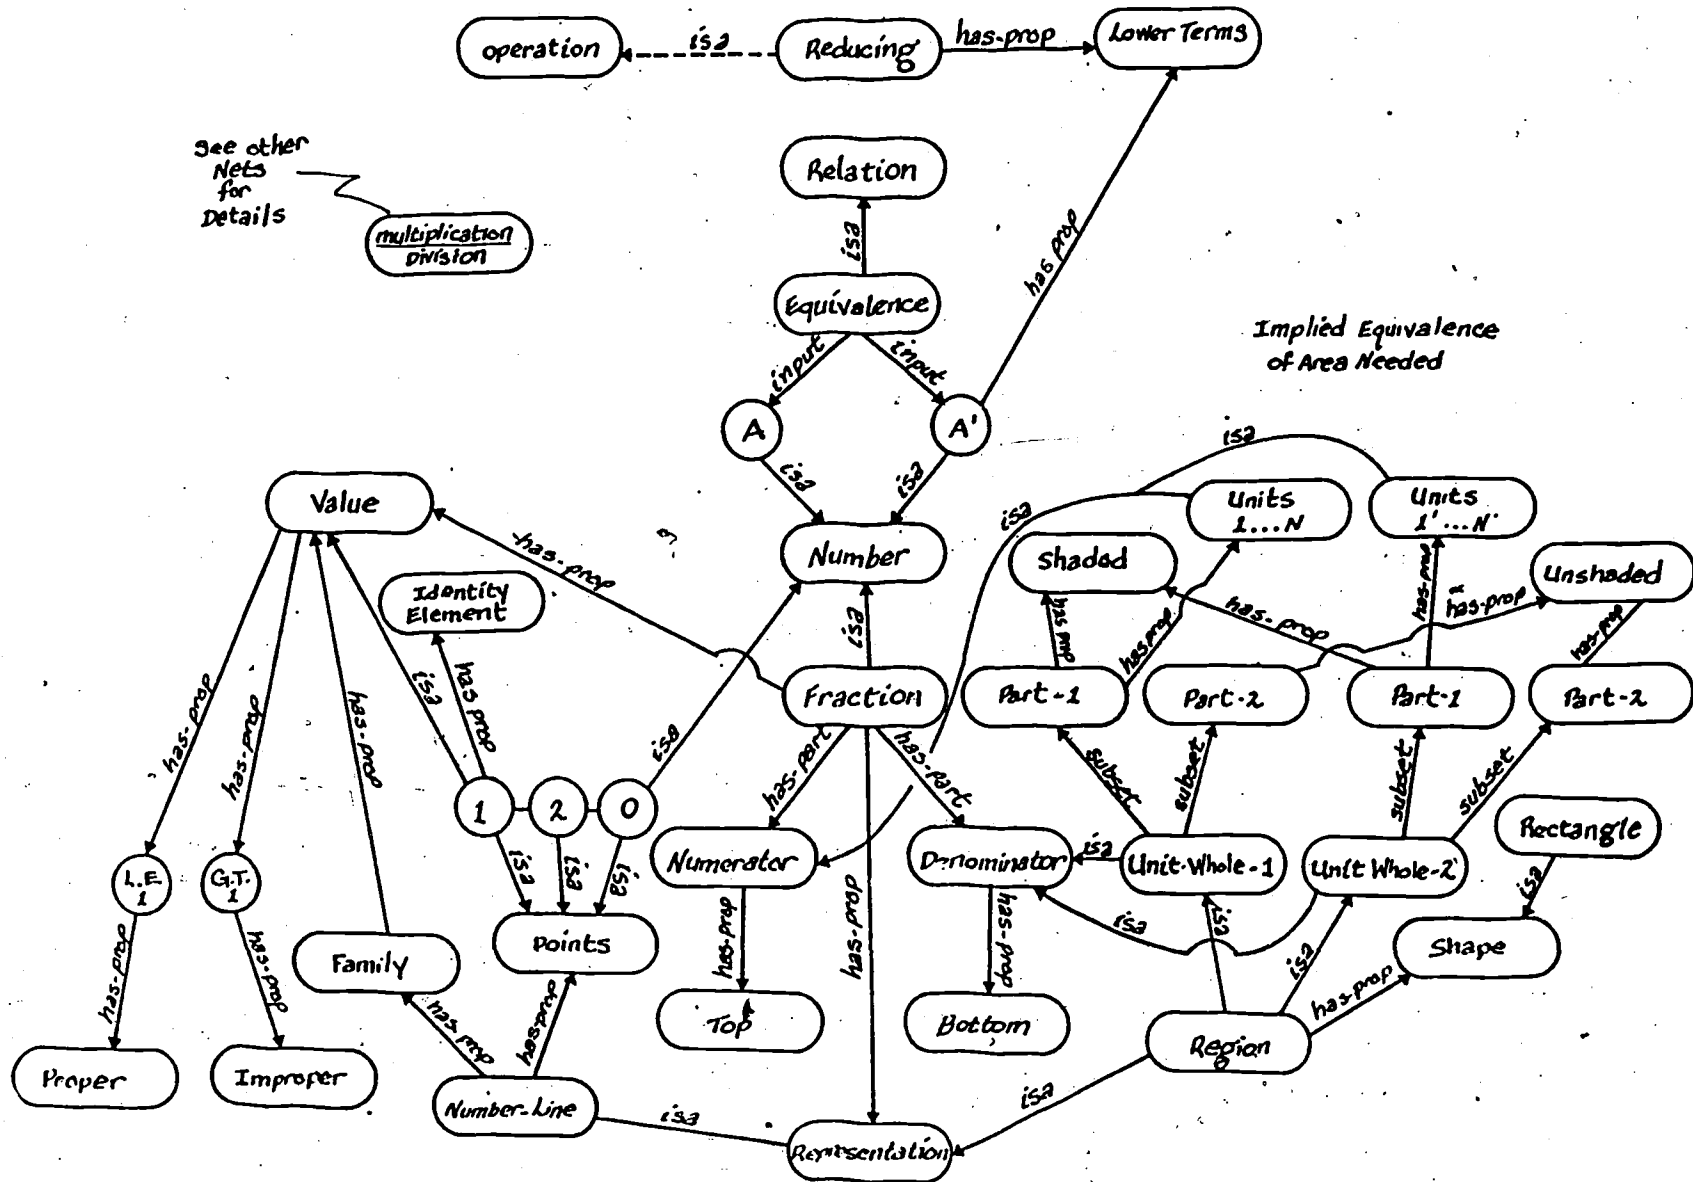 operation
isa
Reducing
has-prop
Lower Terms
See other
Nets
for
Details
multiplication
Division
Relation
isa
has prop
Equivalence
input
input
Implied Equivalence
of Area Needed
A
A'
isa
isa
isa
Value
Units
1...N
Units
1'...N'
isa
has-prop
Number
Shaded
Unshaded
Identity
Element
isa
has-prop
has-prop
has-prop
has-prop
has prop
has prop
has-prop
Fraction
Part-1
Part-2
Part-1
Part-2
has-prop
has-prop
has-prop
isa
has prop
isa
has-part
has-part
subset
subset
subset
subset
1
2
0
Rectangle
Numerator
Denominator
isa
Unit-Whole-1
Unit Whole-2'
L.E.
1
G.T.
1
isa
isa
isa
isa
has-prop
has-prop
has-prop
has-prop
has-prop
isa
isa
isa
Family
Points
Shape
has-prop
has prop
has-prop
Top
Bottom
Region
Proper
Improper
Number-Line
isa
isa
Representation